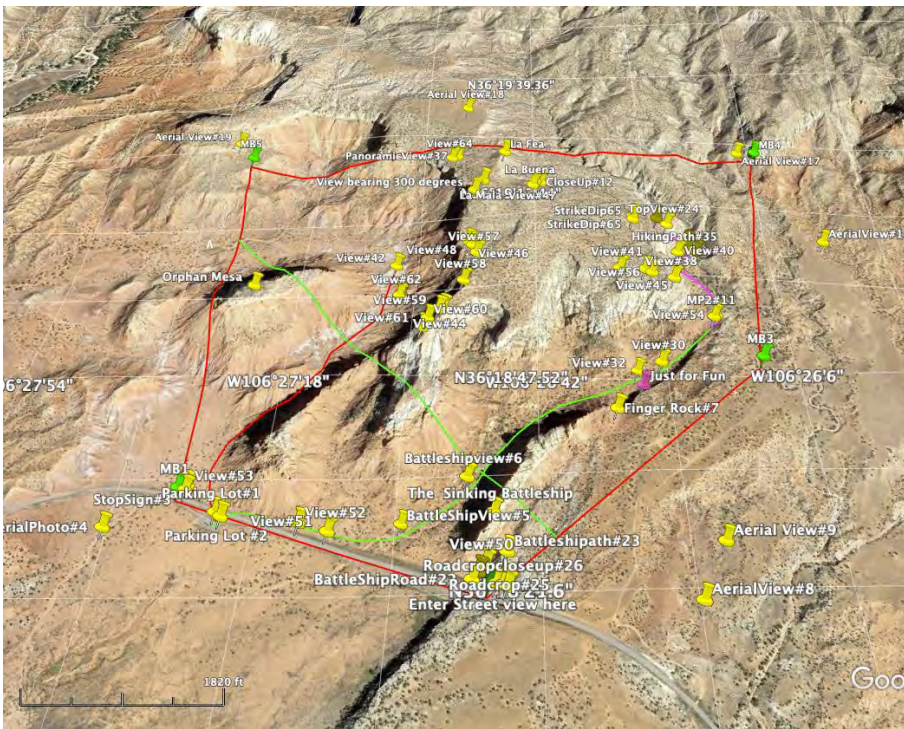 N36°19'39.36"
Aerial View#18
Aerial View#19
MB5
View#64
PanoramicView#37
La Fea
MB4
Aerial View#17
La Buena
View bearing 300 degrees
CloseUp#12
La Mala
View#47
StrikeDip65
TopView#24
StrikeDip#65
HikingPath#35
AerialView#1
View#57
View#48
View#46
View#41
View#40
View#42
View#58
View#56
View#38
View#45
Orphan Mesa
A
View#62
View#59
View#60
View#61
View#44
MP2#11
View#54
View#30
MB3
View#32
N36°18'47.52"
06°27'54"
W106°27'18"
Just for Fun
W106°26'6"
Finger Rock#7
Battleshipview#6
MB1
View#53
The Sinking Battleship
StopSign#3
Parking Lot#1
AerialPhoto#4
View#52
View#51
BattleShipView#5
Parking Lot #2
Aerial View#9
Battleshipath#23
View#50
Roadcropcloseup#26
BattleShipRoad#22
Roadcrop#25
AerialView#8
Enter Street view here
1820 ft
Goo